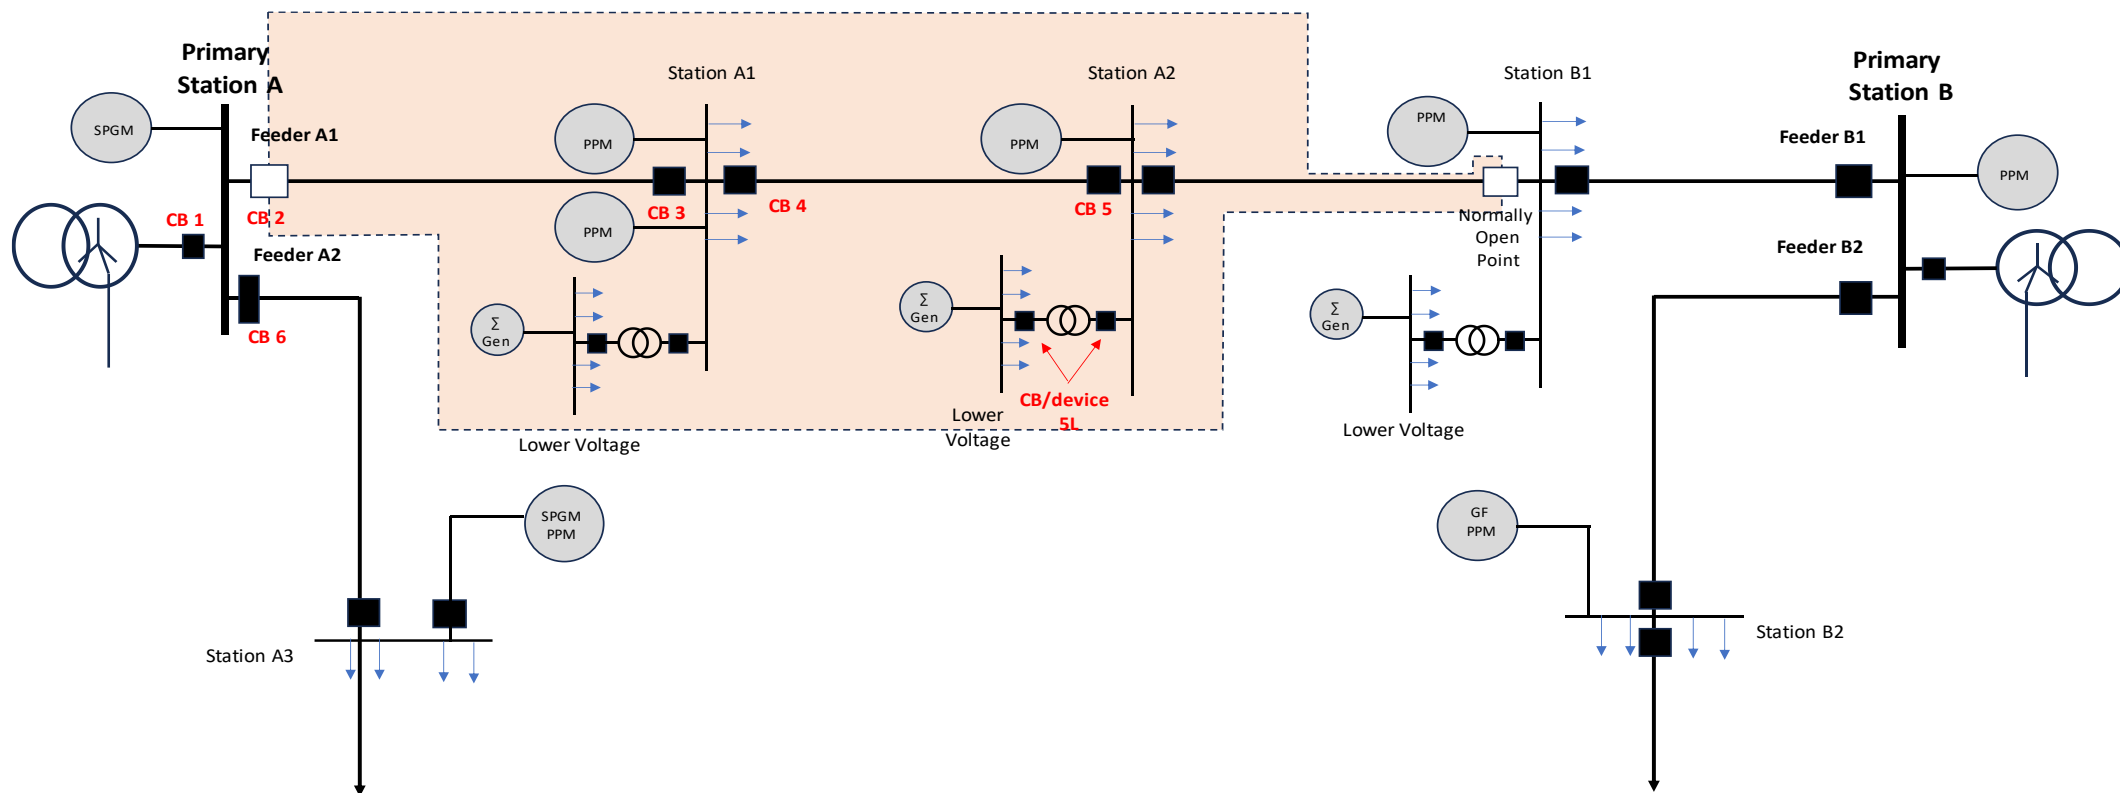 Primary
Station A
Station A1
Station A2
Station B1
Primary
Station B
SPGM
Feeder A1
PPM
PPM
PPM
Feeder B1
PPM
CB 1
CB 2
CB 3
CB 4
CB 5
PPM
Normally
Open
Point
Feeder A2
Feeder B2
CB 6
Σ
Gen
Σ
Gen
Σ
Gen
CB/device
5L
Lower Voltage
Lower
Voltage
Lower Voltage
SPGM
PPM
GF
PPM
Station A3
Station B2